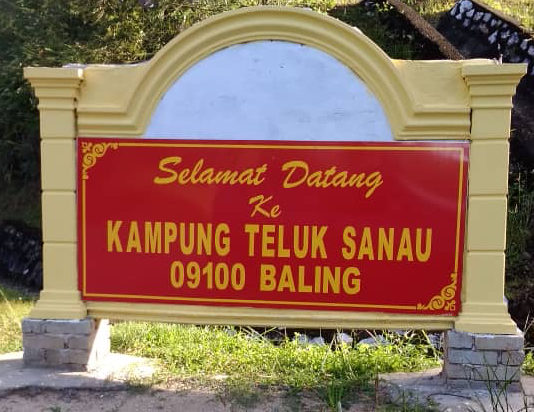 Selamat Datang
Ke
KAMPUNG TELUK SANAU
09100 BALING